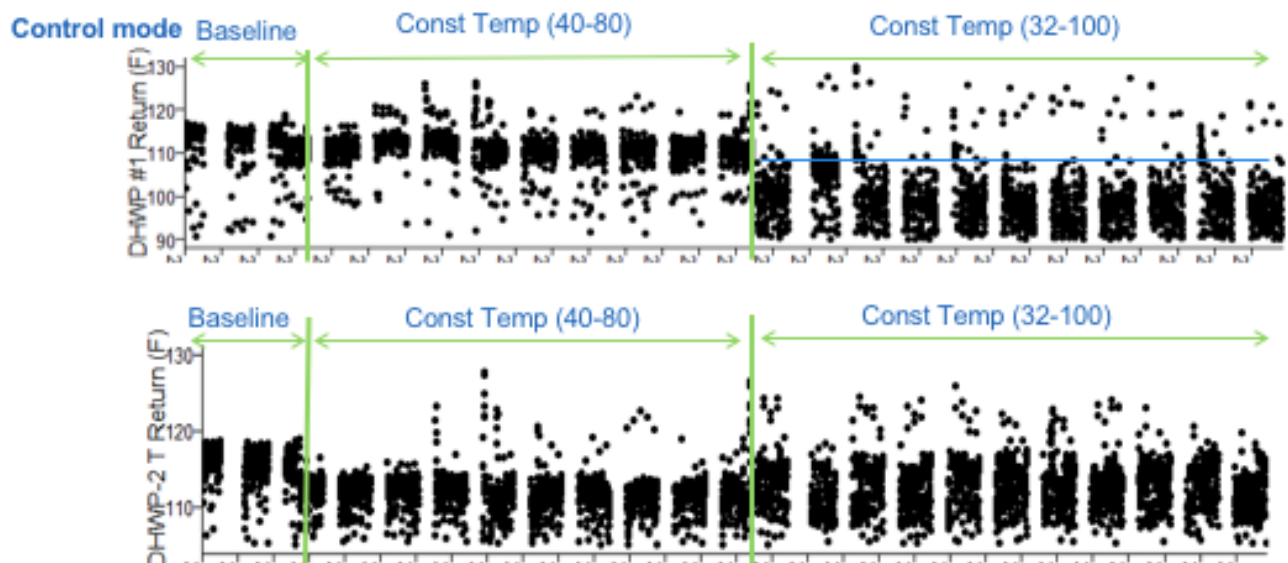 Control mode Baseline Const Temp (40-80) Const Temp (32-100)
DHWP #1 Return (F)
130
120
110
100
90
Baseline Const Temp (40-80) Const Temp (32-100)
DHWP-2 T Return (F)
130
120
110